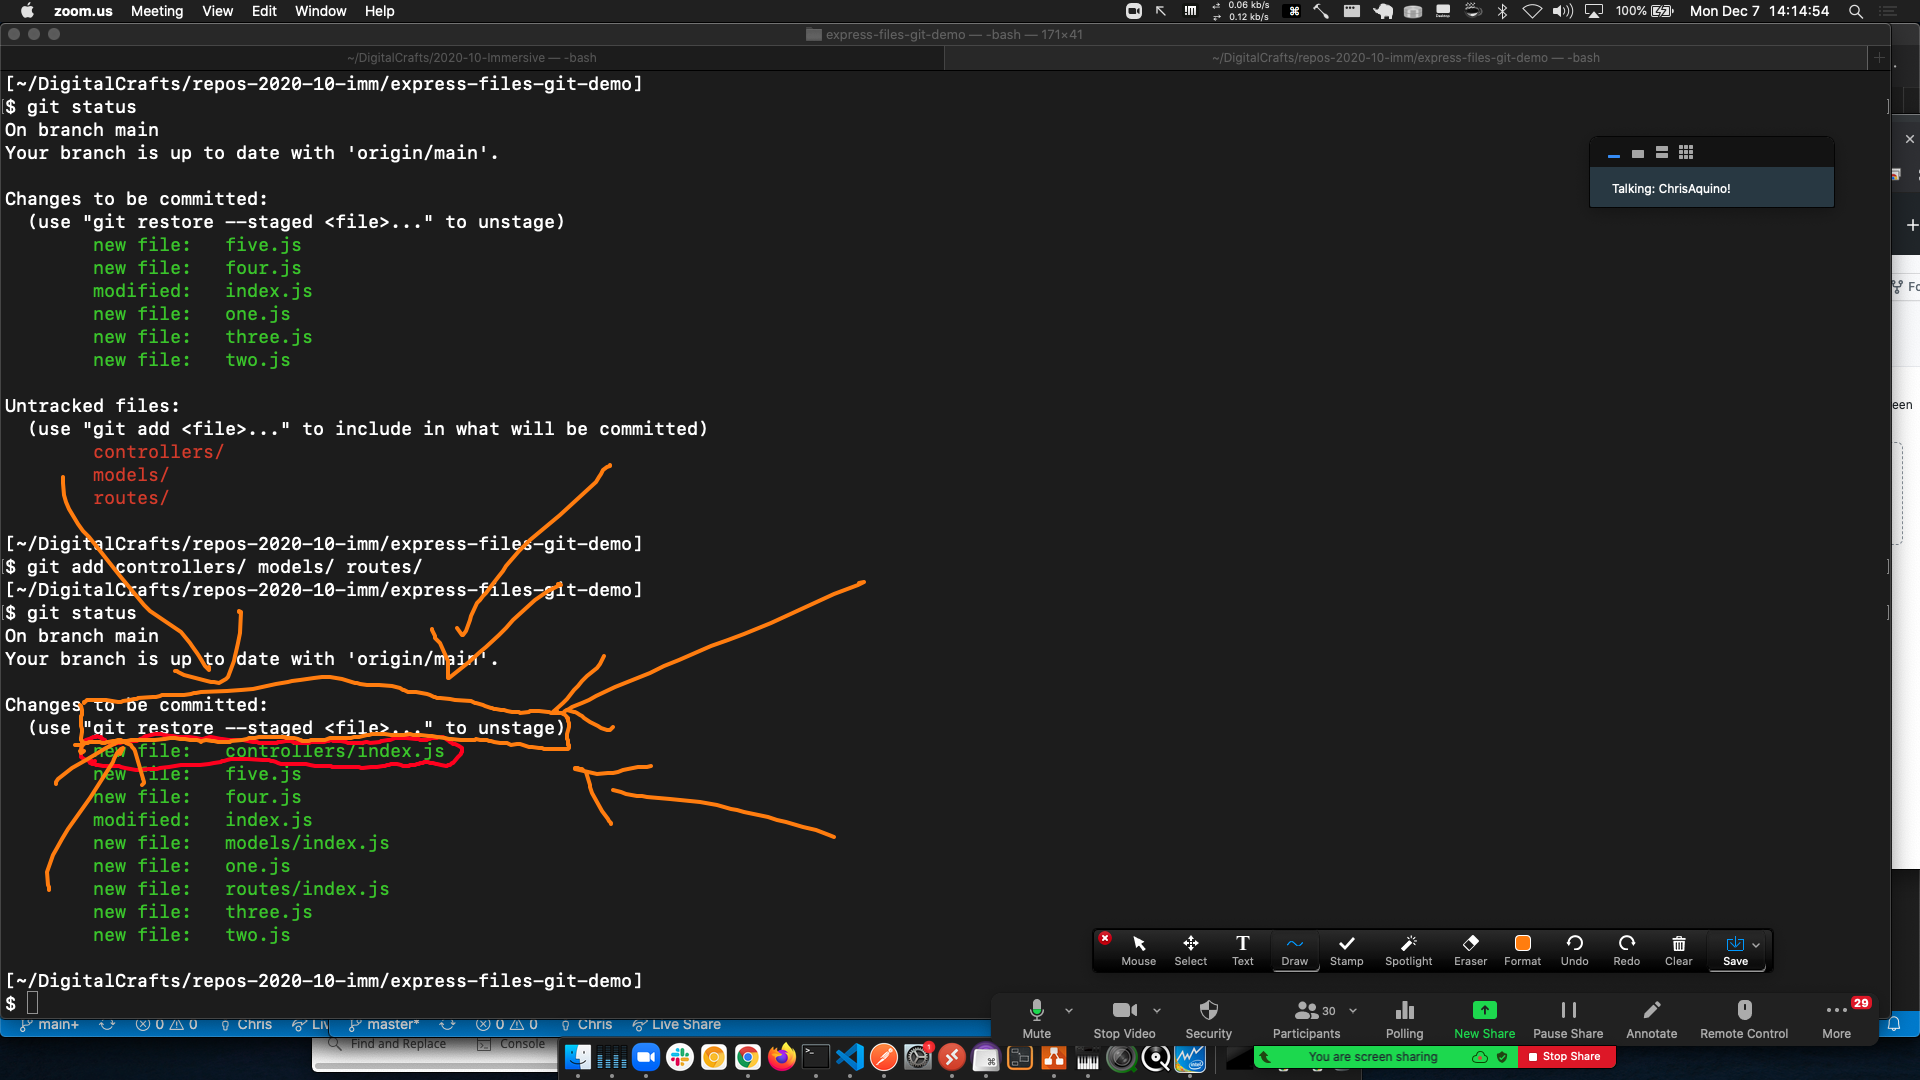 zoom.us Meeting View Edit Window Help
0.06 kb/s
0.12 kb/s
100% Mon Dec 7 14:14:54
express-files-git-demo — -bash — 171×41
~/DigitalCrafts/2020-10-Immersive — -bash
~/DigitalCrafts/repos-2020-10-imm/express-files-git-demo — -bash
[~/DigitalCrafts/repos-2020-10-imm/express-files-git-demo]
$ git status
On branch main
Your branch is up to date with 'origin/main'.
Changes to be committed:
(use "git restore --staged <file>..." to unstage)
new file: five.js
new file: four.js
modified: index.js
new file: one.js
new file: three.js
new file: two.js
Untracked files:
(use "git add <file>..." to include in what will be committed)
controllers/
models/
routes/
[~/DigitalCrafts/repos-2020-10-imm/express-files-git-demo]
$ git add controllers/ models/ routes/
[~/DigitalCrafts/repos-2020-10-imm/express-files-git-demo]
$ git status
On branch main
Your branch is up to date with 'origin/main'.
Changes to be committed:
(use "git restore --staged <file>..." to unstage)
new file: controllers/index.js
new file: five.js
new file: four.js
modified: index.js
new file: models/index.js
new file: one.js
new file: routes/index.js
new file: three.js
new file: two.js
[~/DigitalCrafts/repos-2020-10-imm/express-files-git-demo]
$
Talking: ChrisAquino!
Fo
een
Mouse Select Text Draw Stamp Spotlight Eraser Format Undo Redo Clear Save
30
29
Mute Stop Video Security Participants Polling New Share Pause Share Annotate Remote Control More
You are screen sharing Stop Share
main+ 0 0 Chris Liv master* 0 0 Chris Live Share
Find and Replace Console
1